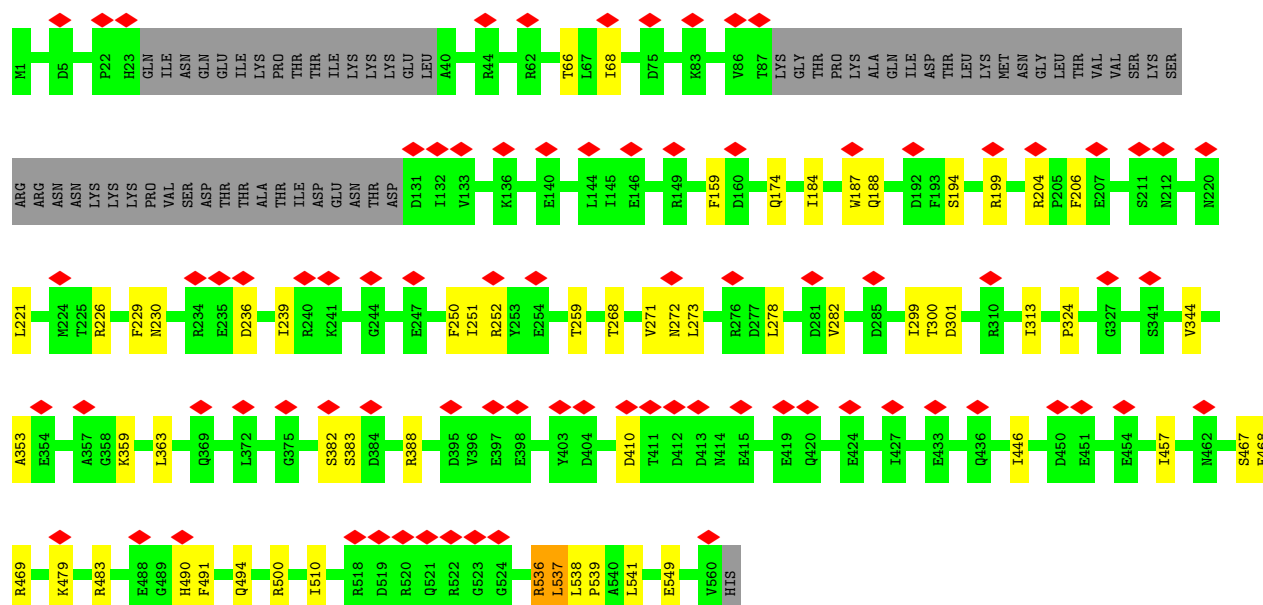 M1 D5 P22 H23 GLN ILE ASN GLN GLU ILE LYS PRO THR THR ILE LYS LYS LYS GLU LEU A40 R44 R62 T66 L67 I68 D75 K83 V86 T87 LYS GLY THR PRO LYS ALA GLN ILE ASP THR LEU LYS MET ASN GLY LEU THR VAL VAL SER LYS SER
ARG ARG ASN ASN LYS LYS LYS PRO VAL SER ASP THR THR ALA THR ILE ASP GLU ASN THR ASP D131 I132 V133 K136 E140 L144 I145 E146 R149 F159 D160 Q174 I184 W187 Q188 D192 F193 S194 R199 R204 P205 F206 E207 S211 N212 N220
L221 M224 T225 R226 F229 N230 R234 E235 D236 I239 R240 K241 G244 E247 F250 I251 R252 Y253 E254 T259 T268 V271 N272 L273 R276 D277 L278 D281 V282 D285 I299 T300 D301 R310 I313 P324 G327 S341 V344
A353 E354 A357 G358 K359 L363 Q369 L372 G375 S382 S383 D384 R388 D395 V396 E397 E398 Y403 D404 D410 T411 D412 D413 N414 E415 E419 Q420 E424 I427 E433 Q436 I446 D450 E451 E454 I457 N462 S467
R469 K479 R483 E488 G489 H490 F491 Q494 R500 I510 R518 D519 R520 Q521 R522 G523 G524 R536 L537 L538 P539 A540 L541 E549 V560 HIS